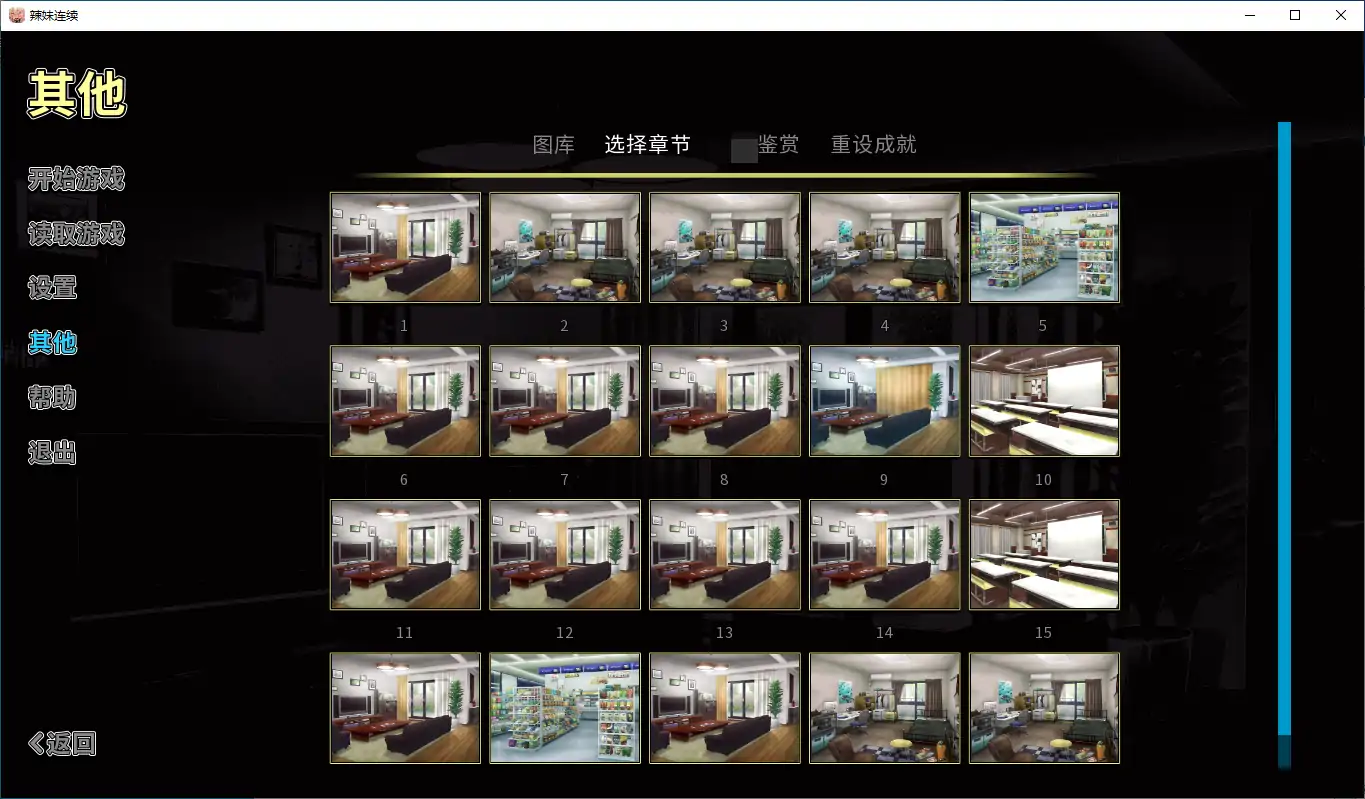 辣妹连续
其他
开始游戏
读取游戏
设置
其他
帮助
退出
返回
图库 选择章节 鉴赏 重设成就
1 2 3 4 5
6 7 8 9 10
11 12 13 14 15